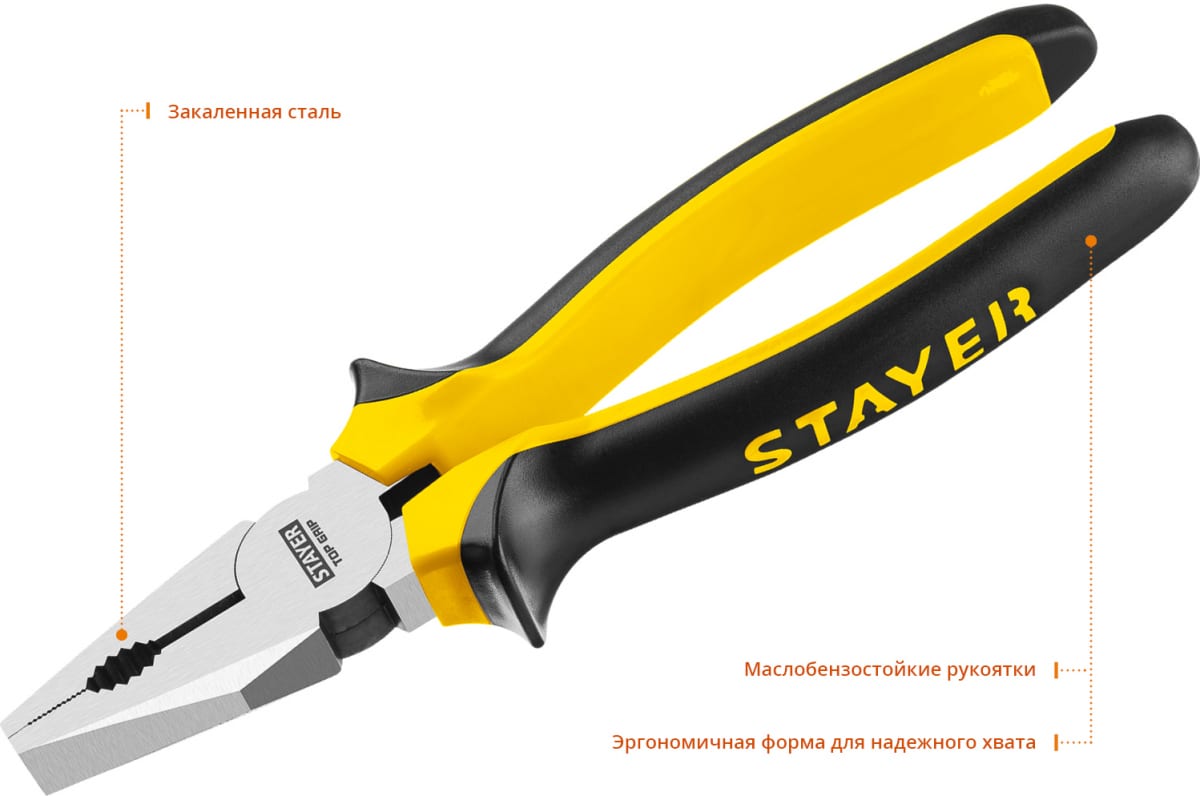 Закаленная сталь
STAYER
STAYER
TOP GRIP
Маслобензостойкие рукоятки
Эргономичная форма для надежного хвата